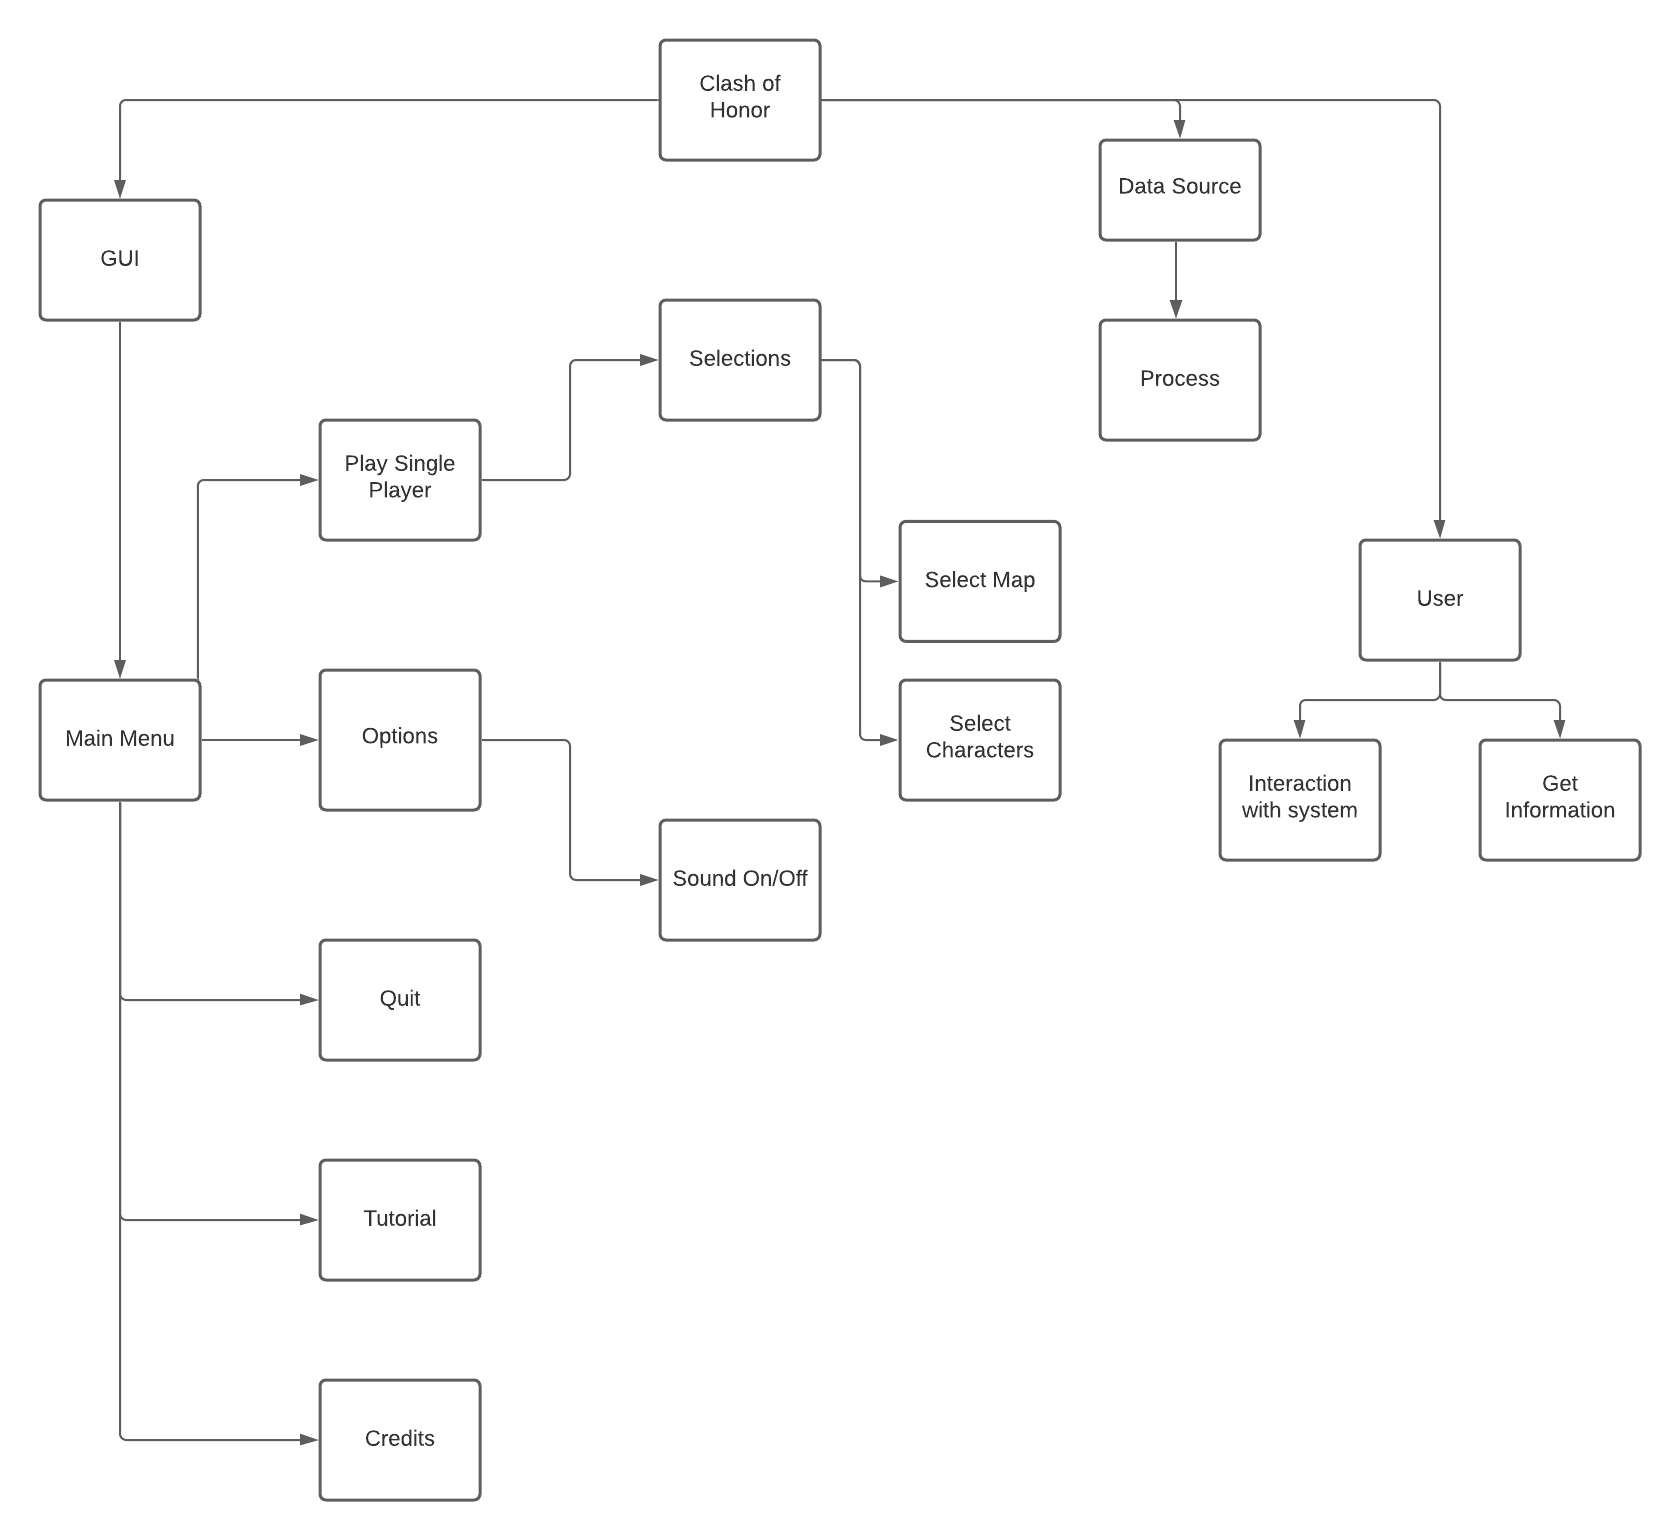 Clash of
Honor
Data Source
GUI
Selections
Process
Play Single
Player
Select Map
User
Main Menu
Options
Select
Characters
Interaction
with system
Get
Information
Sound On/Off
Quit
Tutorial
Credits